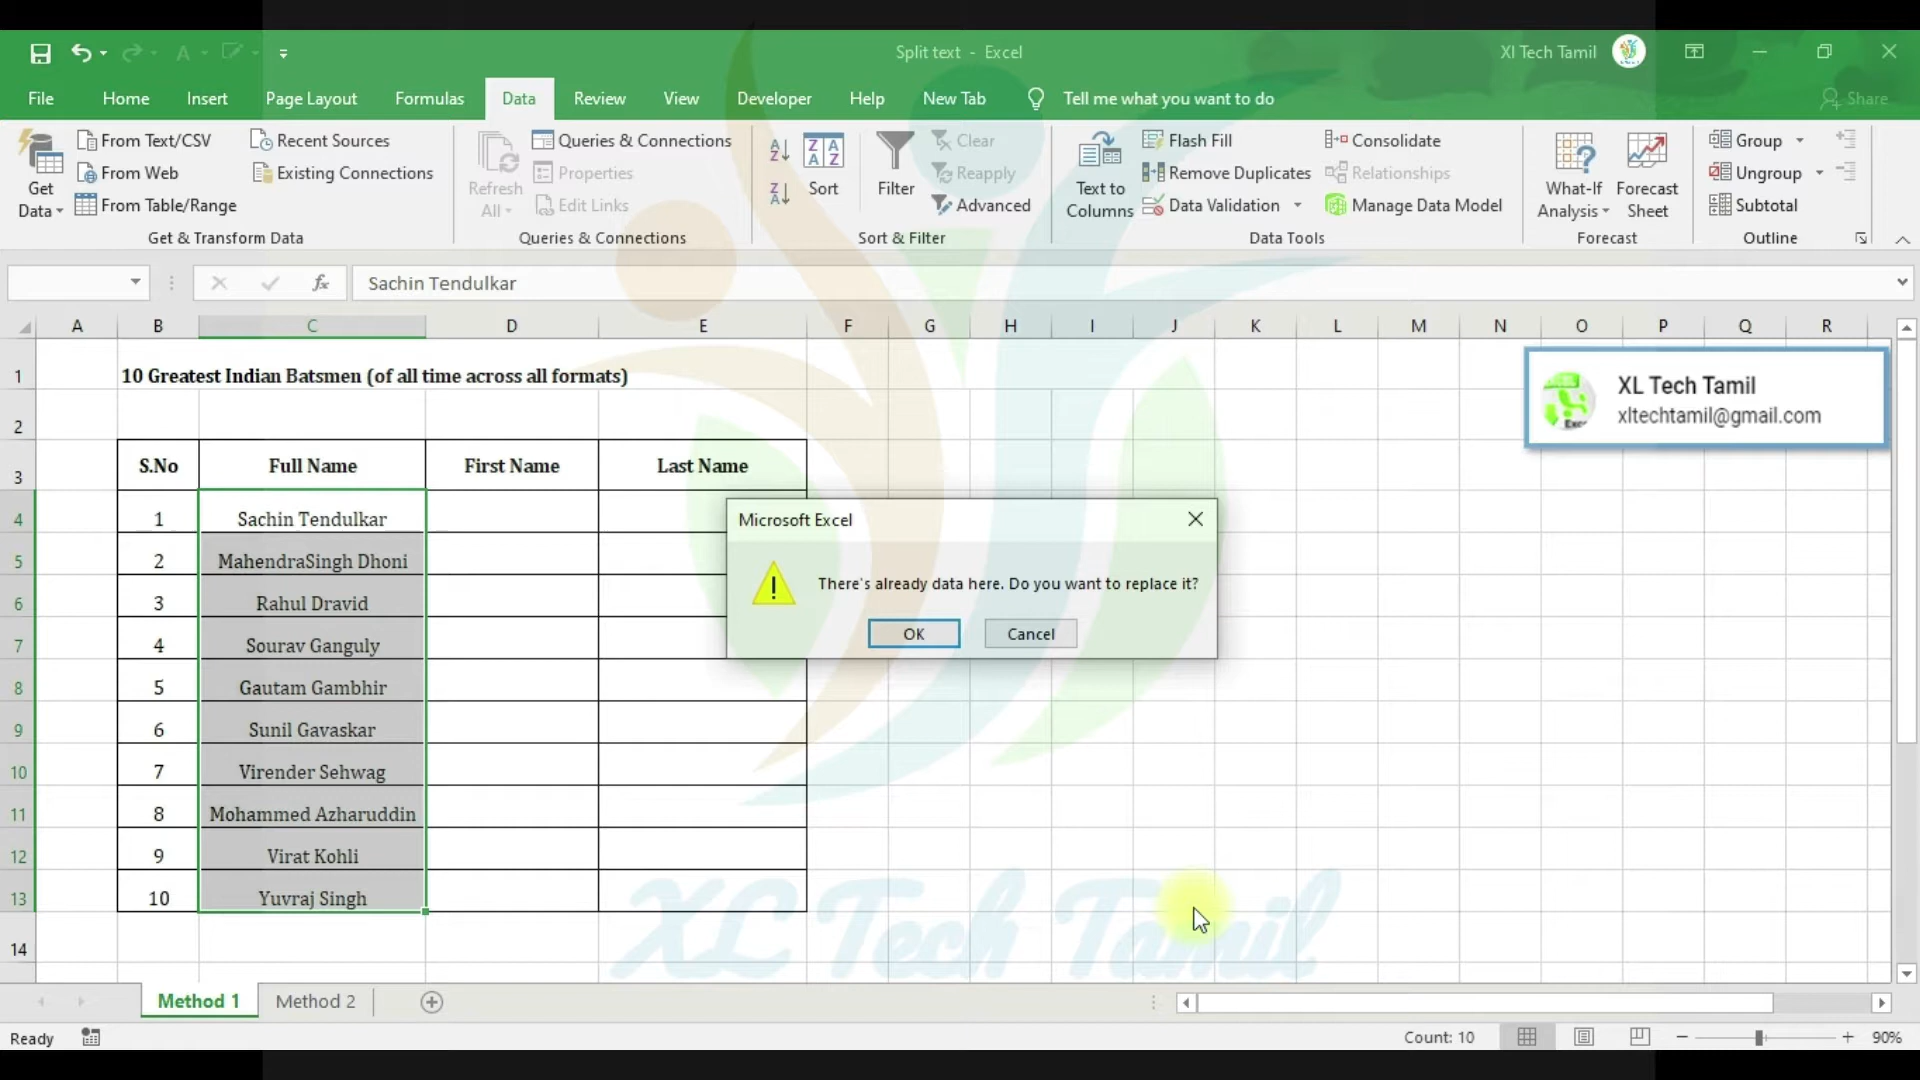 Split text - Excel
Xl Tech Tamil
File Home Insert Page Layout Formulas Data Review View Developer Help New Tab Tell me what you want to do Share
Get Data
From Text/CSV
From Web
From Table/Range
Recent Sources
Existing Connections
Get & Transform Data
Refresh All
Queries & Connections
Properties
Edit Links
Queries & Connections
Sort
Filter
Clear
Reapply
Advanced
Sort & Filter
Text to Columns
Flash Fill
Remove Duplicates
Data Validation
Consolidate
Relationships
Manage Data Model
Data Tools
What-If Analysis
Forecast Sheet
Forecast
Group
Ungroup
Subtotal
Outline
fx Sachin Tendulkar
A B C D E F G H I J K L M N O P Q R
1 10 Greatest Indian Batsmen (of all time across all formats)
XL Tech Tamil
xltechtamil@gmail.com
2
3 S.No Full Name First Name Last Name
4 1 Sachin Tendulkar
5 2 MahendraSingh Dhoni
6 3 Rahul Dravid
7 4 Sourav Ganguly
8 5 Gautam Gambhir
9 6 Sunil Gavaskar
10 7 Virender Sehwag
11 8 Mohammed Azharuddin
12 9 Virat Kohli
13 10 Yuvraj Singh
14
Microsoft Excel
There's already data here. Do you want to replace it?
OK Cancel
XL Tech Tamil
Method 1 Method 2
Ready Count: 10 90%